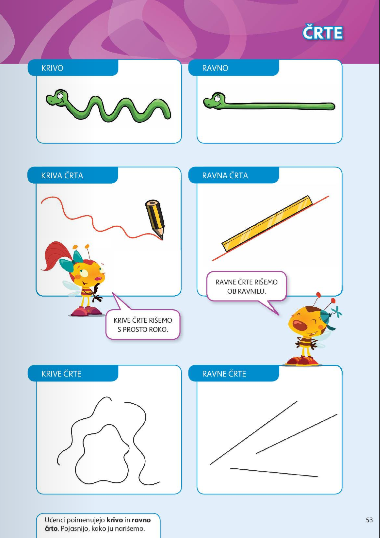 ČRTE
KRIVO
RAVNO
KRIVA ČRTA
RAVNA ČRTA
RAVNE ČRTE RIŠEMO
OB RAVNILU.
KRIVE ČRTE RIŠEMO
S PROSTO ROKO.
KRIVE ČRTE
RAVNE ČRTE
Učenci poimenujejo krivo in ravno
črto. Pojasnijo, kako ju narišemo.
53